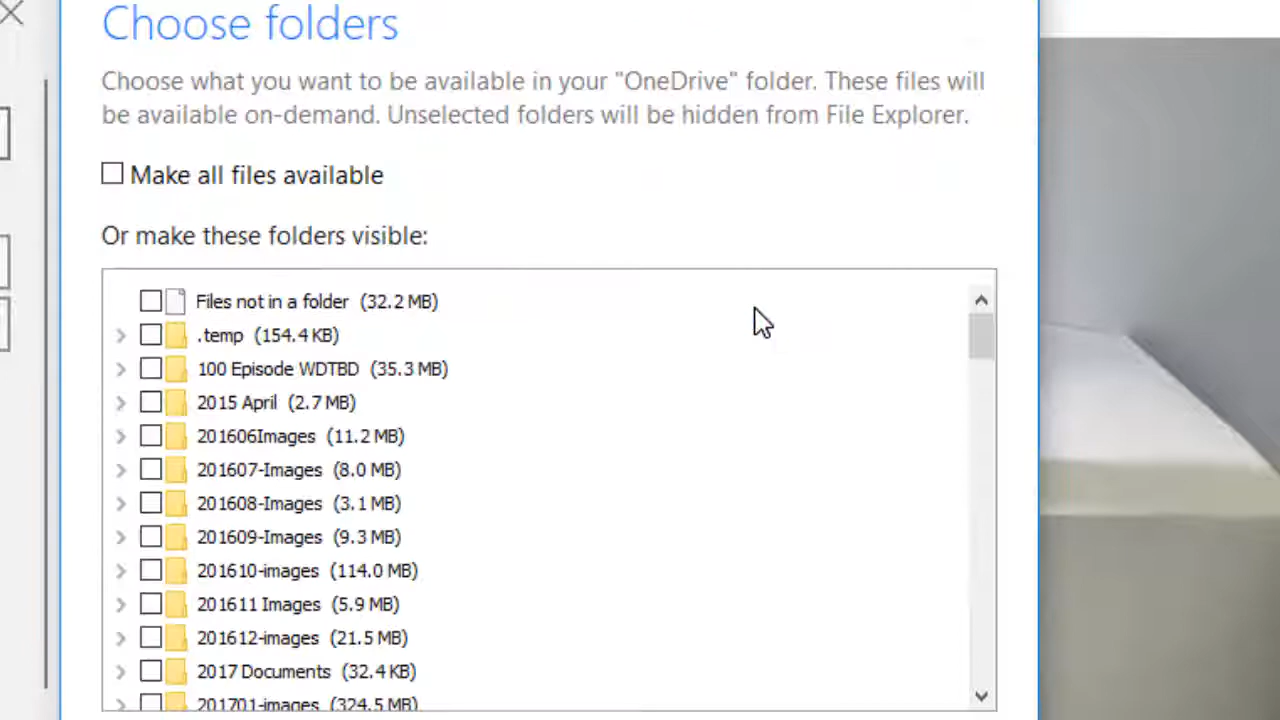 Choose folders
Choose what you want to be available in your "OneDrive" folder. These files will
be available on-demand. Unselected folders will be hidden from File Explorer.
Make all files available
Or make these folders visible:
Files not in a folder (32.2 MB)
.temp (154.4 KB)
100 Episode WDTBD (35.3 MB)
2015 April (2.7 MB)
201606Images (11.2 MB)
201607-Images (8.0 MB)
201608-Images (3.1 MB)
201609-Images (9.3 MB)
201610-images (114.0 MB)
201611 Images (5.9 MB)
201612-images (21.5 MB)
2017 Documents (32.4 KB)
201701-images (324.5 MB)